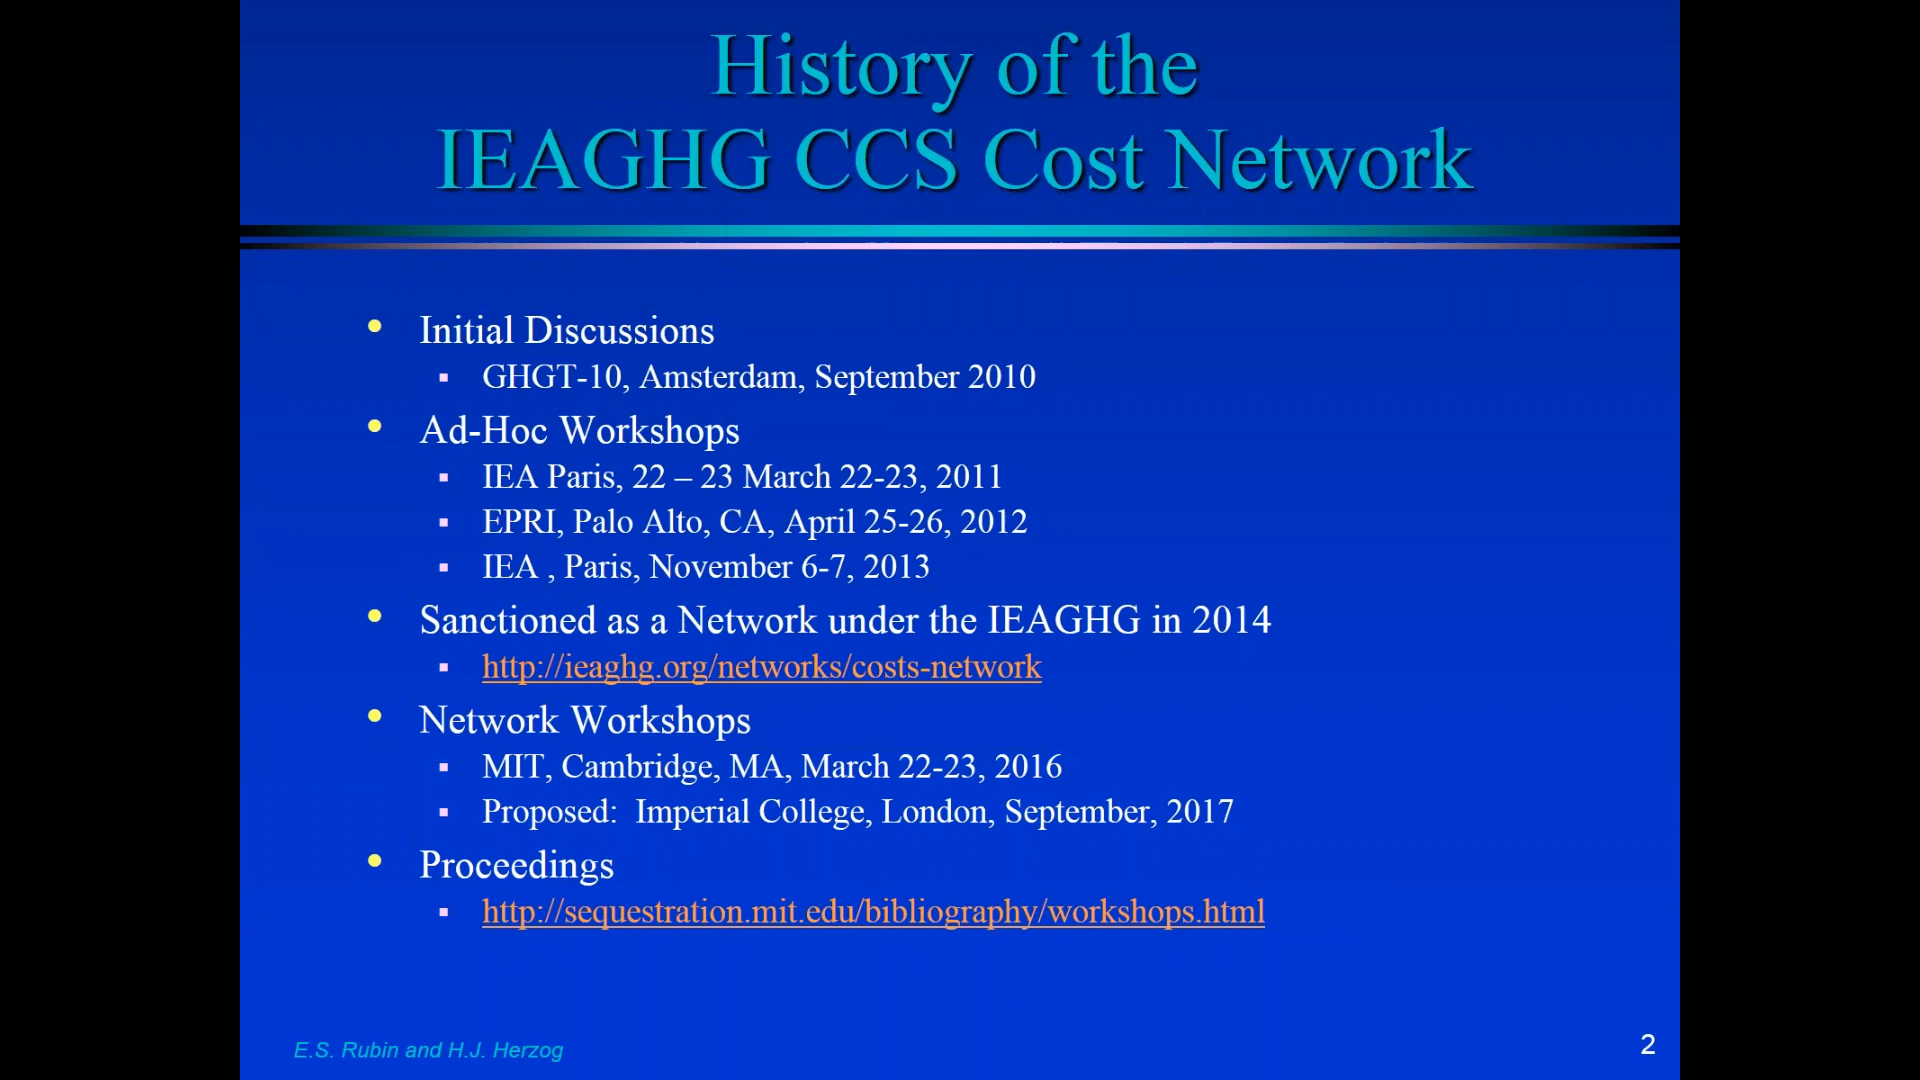 History of the
IEAGHG CCS Cost Network
• Initial Discussions
▪ GHGT-10, Amsterdam, September 2010
• Ad-Hoc Workshops
▪ IEA Paris, 22 – 23 March 22-23, 2011
▪ EPRI, Palo Alto, CA, April 25-26, 2012
▪ IEA , Paris, November 6-7, 2013
• Sanctioned as a Network under the IEAGHG in 2014
▪ http://ieaghg.org/networks/costs-network
• Network Workshops
▪ MIT, Cambridge, MA, March 22-23, 2016
▪ Proposed:  Imperial College, London, September, 2017
• Proceedings
▪ http://sequestration.mit.edu/bibliography/workshops.html
E.S. Rubin and H.J. Herzog
2